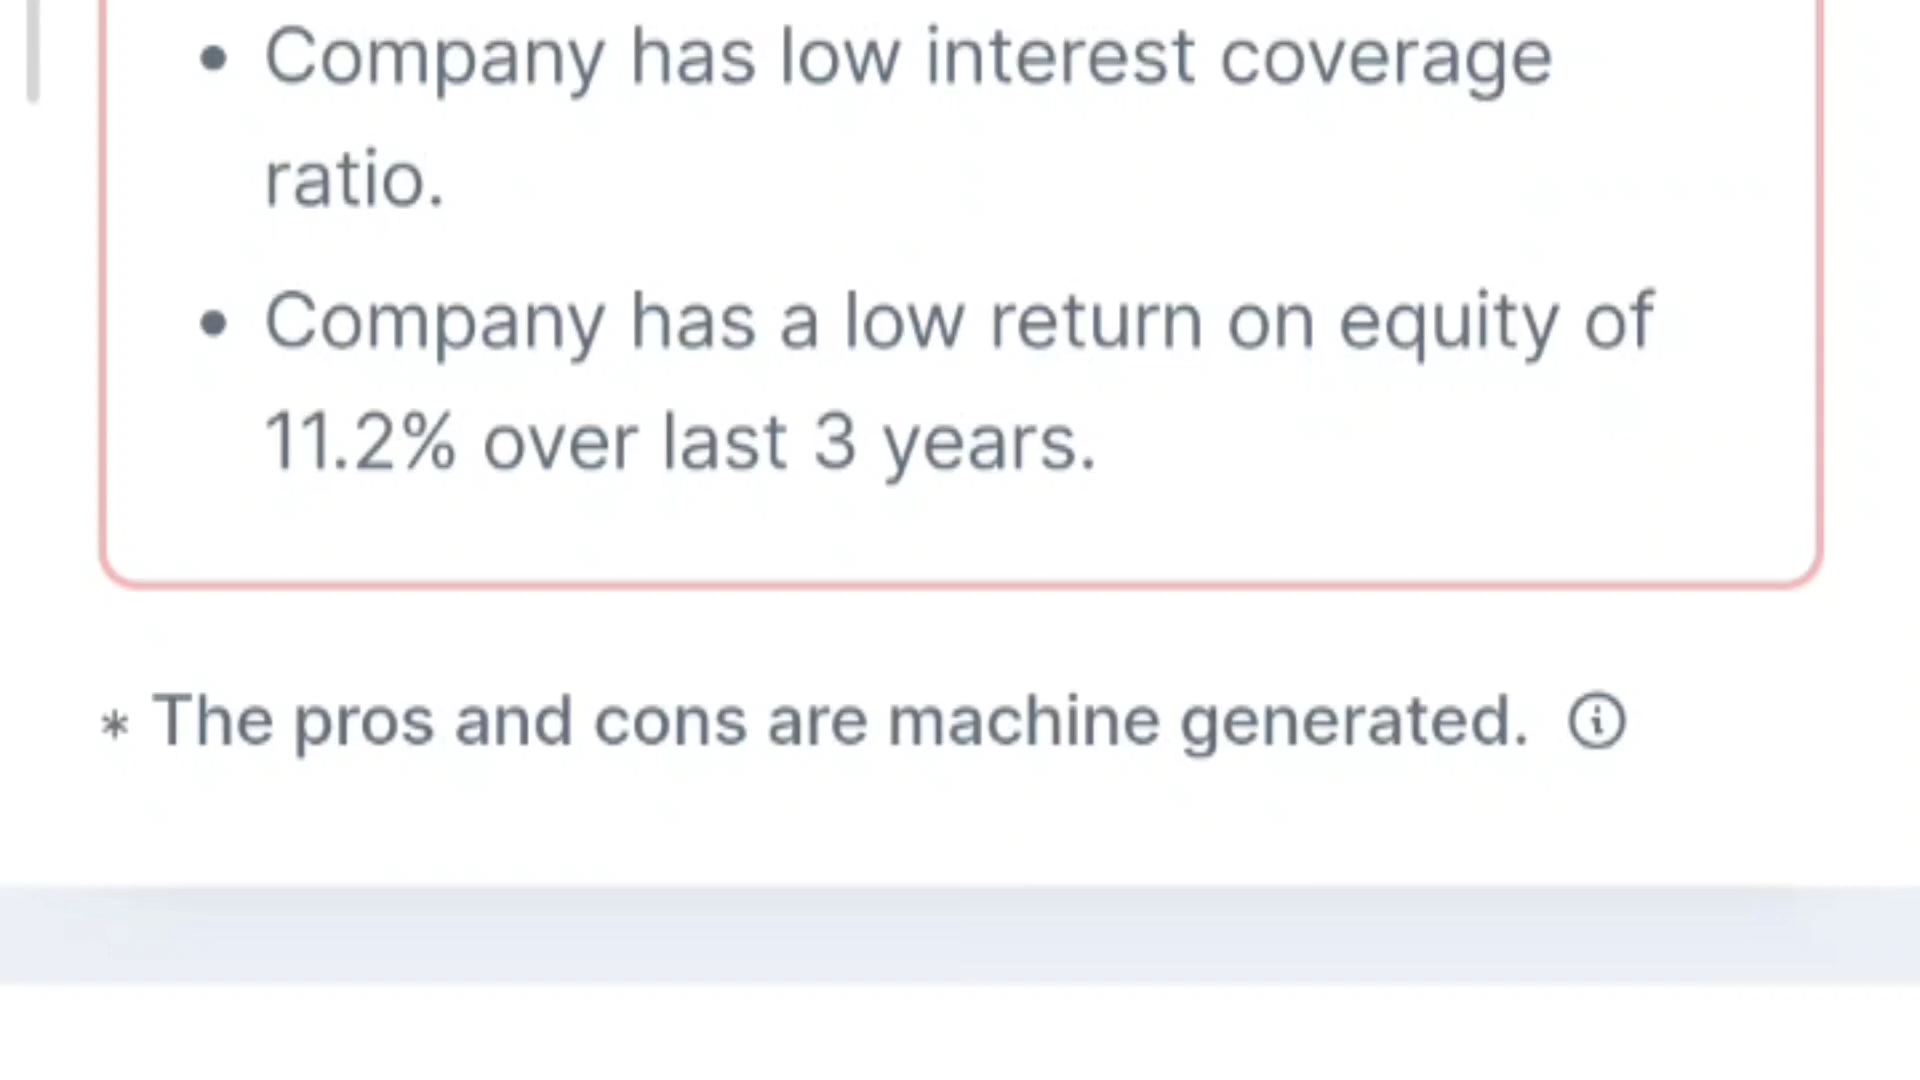 • Company has low interest coverage
ratio.
• Company has a low return on equity of
11.2% over last 3 years.
* The pros and cons are machine generated.